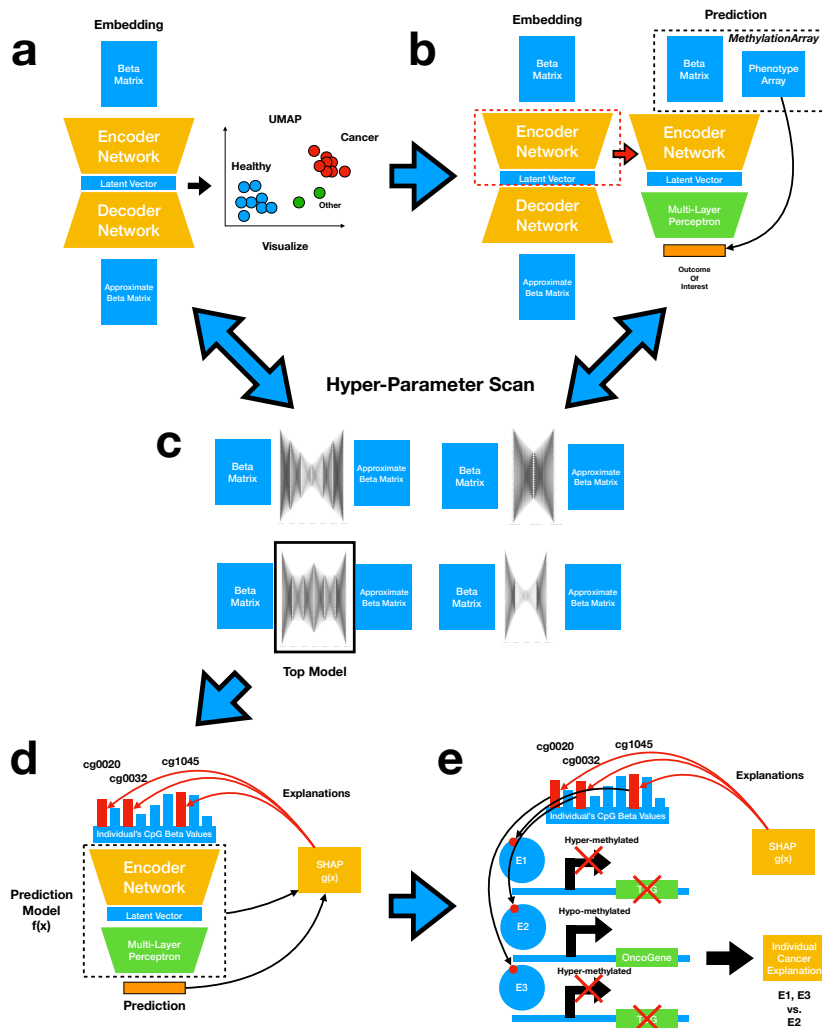 a
Embedding
Beta
Matrix
Encoder
Network
Latent Vector
Decoder
Network
Approximate
Beta Matrix
UMAP
Cancer
Healthy
Other
Visualize
b
Embedding
Beta
Matrix
Encoder
Network
Latent Vector
Decoder
Network
Approximate
Beta Matrix
Prediction
MethylationArray
Beta
Matrix
Phenotype
Array
Encoder
Network
Latent Vector
Multi-Layer
Perceptron
Outcome
Of
Interest
Hyper-Parameter Scan
c
Beta
Matrix
Approximate
Beta Matrix
Beta
Matrix
Approximate
Beta Matrix
Beta
Matrix
Approximate
Beta Matrix
Beta
Matrix
Approximate
Beta Matrix
Top Model
d
cg0020
cg0032
cg1045
Explanations
Individual's CpG Beta Values
Encoder
Network
Latent Vector
Multi-Layer
Perceptron
Prediction
Model
f(x)
SHAP
g(x)
Prediction
e
cg0020
cg0032
cg1045
Explanations
Individual's CpG Beta Values
SHAP
g(x)
E1
Hyper-methylated
E2
Hypo-methylated
OncoGene
E3
Hyper-methylated
Individual
Cancer
Explanation
E1, E3
vs.
E2